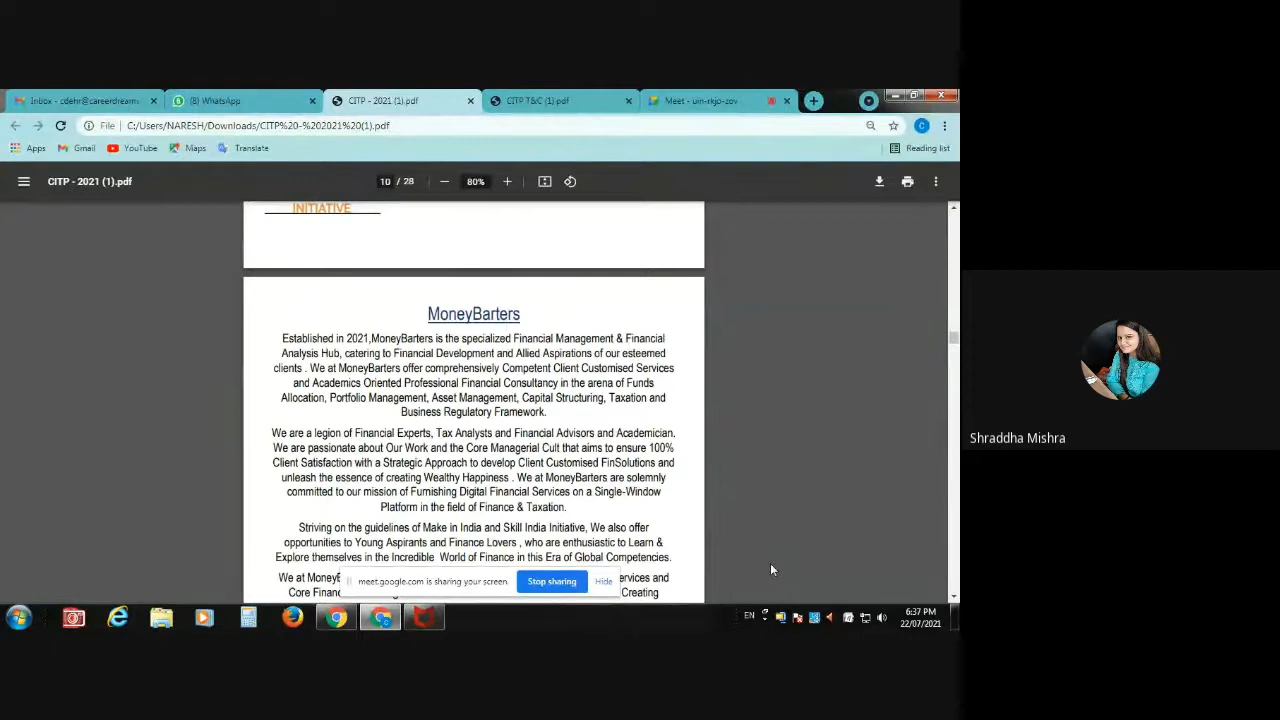 Inbox - cdehr@careerdream
(8) WhatsApp
CITP - 2021 (1).pdf
CITP T&C (1).pdf
Meet - uin-rkjo-zov
File
C:/Users/NARESH/Downloads/CITP%20-%202021%20(1).pdf
C
Apps
Gmail
YouTube
Maps
Translate
Reading list
CITP - 2021 (1).pdf
10 / 28
80%
INITIATIVE
MoneyBarters
Established in 2021,MoneyBarters is the specialized Financial Management & Financial
Analysis Hub, catering to Financial Development and Allied Aspirations of our esteemed
clients . We at MoneyBarters offer comprehensively Competent Client Customised Services
and Academics Oriented Professional Financial Consultancy in the arena of Funds
Allocation, Portfolio Management, Asset Management, Capital Structuring, Taxation and
Business Regulatory Framework.
We are a legion of Financial Experts, Tax Analysts and Financial Advisors and Academician.
We are passionate about Our Work and the Core Managerial Cult that aims to ensure 100%
Client Satisfaction with a Strategic Approach to develop Client Customised FinSolutions and
unleash the essence of creating Wealthy Happiness . We at MoneyBarters are solemnly
committed to our mission of Furnishing Digital Financial Services on a Single-Window
Platform in the field of Finance & Taxation.
Striving on the guidelines of Make in India and Skill India Initiative, We also offer
opportunities to Young Aspirants and Finance Lovers , who are enthusiastic to Learn &
Explore themselves in the Incredible World of Finance in this Era of Global Competencies.
We at MoneyB
ervices and
Core Financ
Creating
meet.google.com is sharing your screen.
Stop sharing
Hide
Shraddha Mishra
EN
6:37 PM
22/07/2021